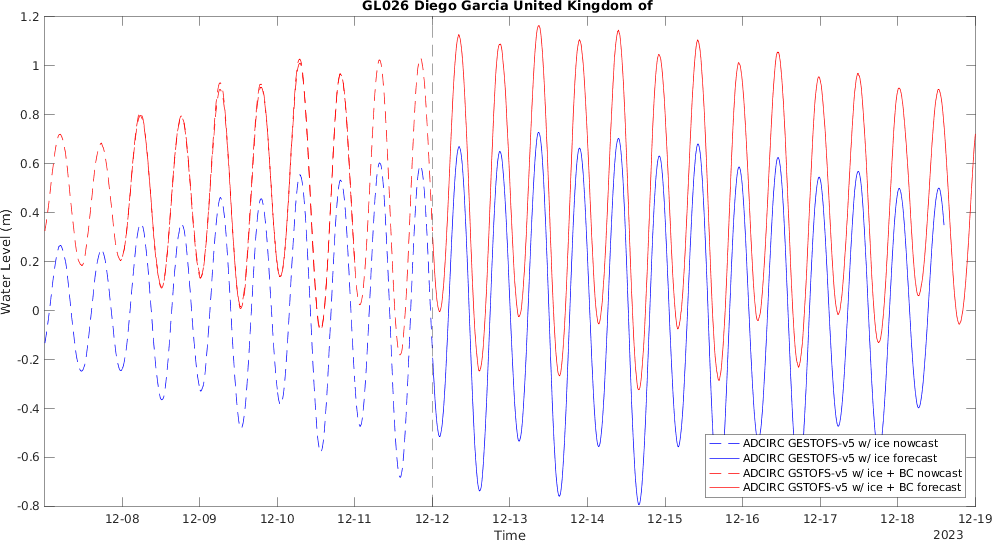 GL026 Diego Garcia United Kingdom of
1.2
1
0.8
0.6
0.4
0.2
0
-0.2
-0.4
-0.6
-0.8
Water Level (m)
ADCIRC GESTOFS-v5 w/ ice nowcast
ADCIRC GESTOFS-v5 w/ ice forecast
ADCIRC GSTOFS-v5 w/ ice + BC nowcast
ADCIRC GSTOFS-v5 w/ ice + BC forecast
12-08 12-09 12-10 12-11 12-12 12-13 12-14 12-15 12-16 12-17 12-18 12-19
Time
2023